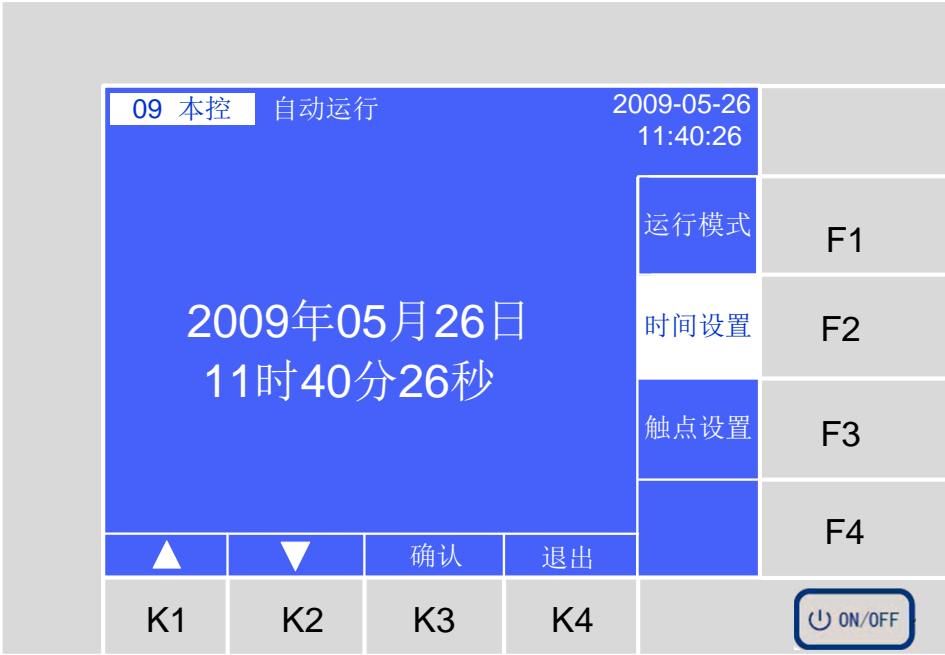 09 本控 自动运行 2009-05-26
11:40:26
运行模式 F1
2009年05月26日
时间设置 F2
11时40分26秒
触点设置 F3
F4
确认 退出
K1 K2 K3 K4 ON/OFF